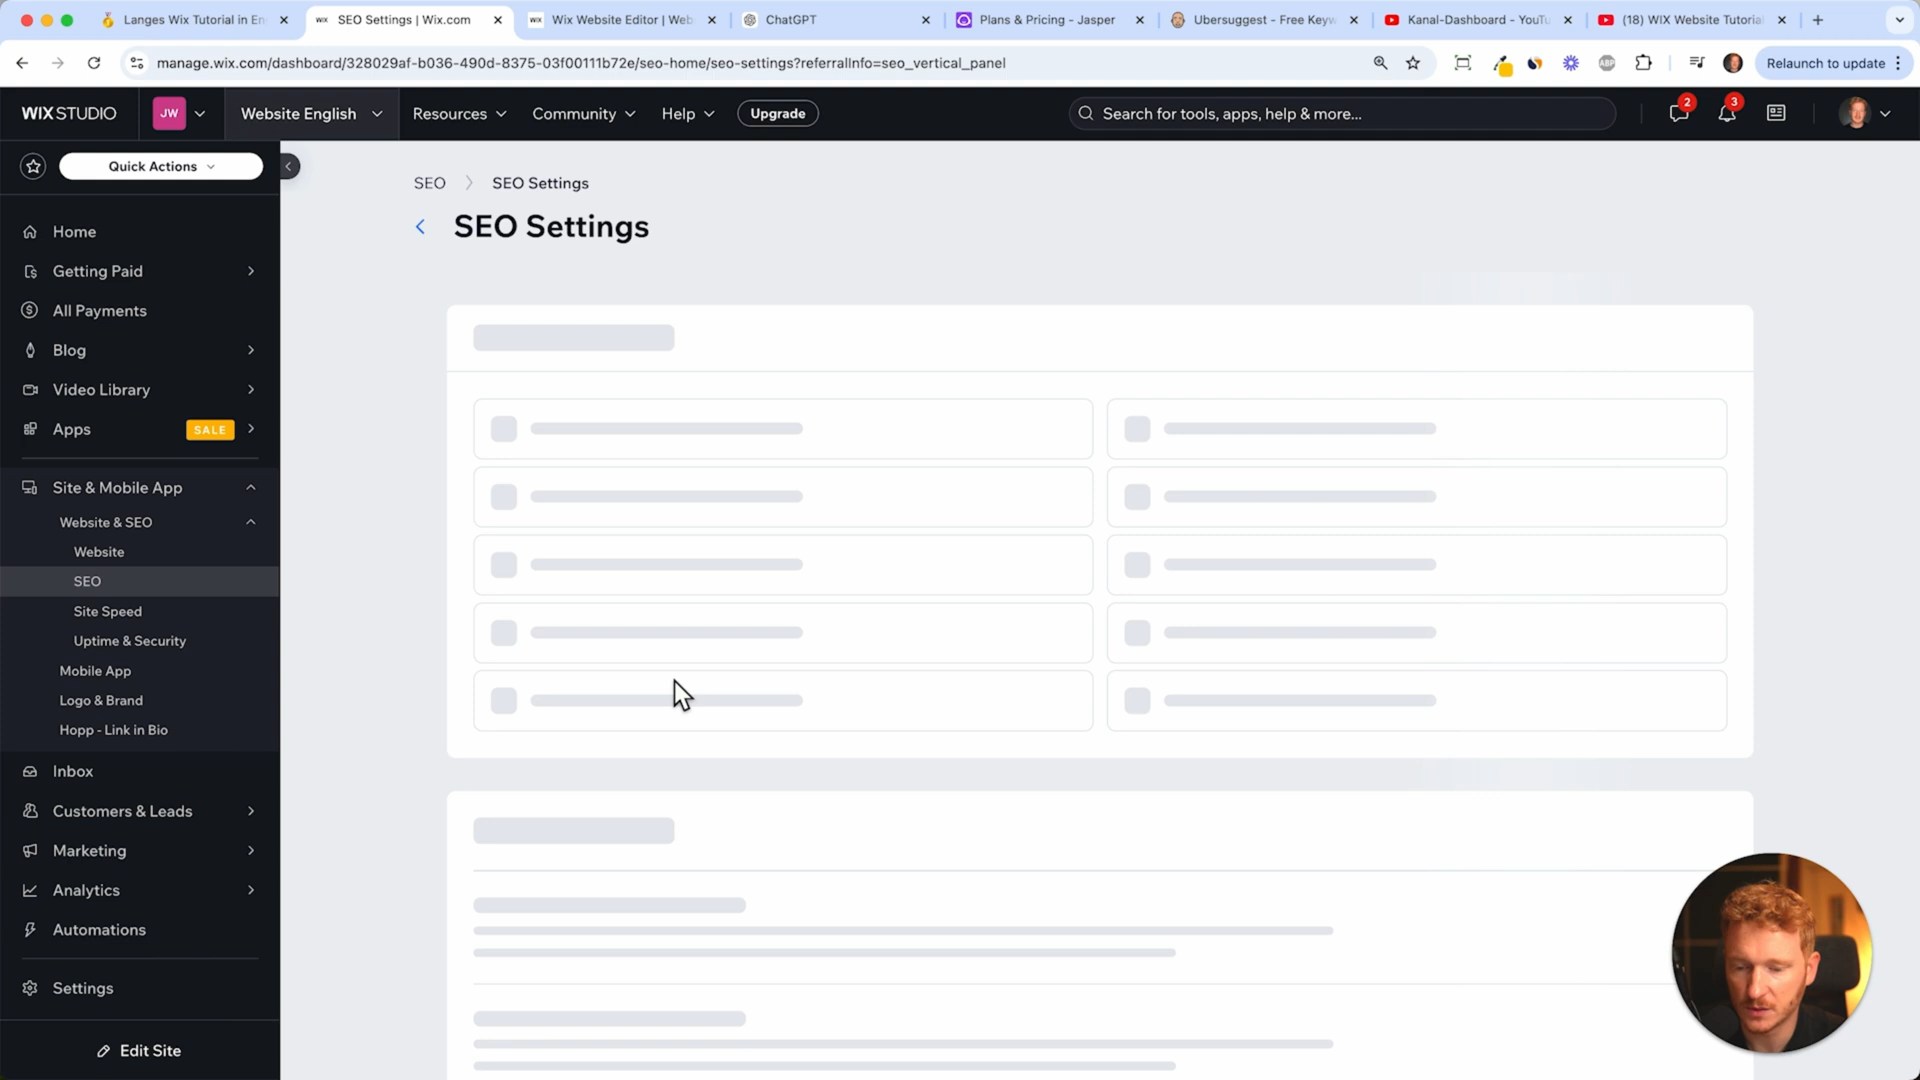 Langes Wix Tutorial in En
SEO Settings | Wix.com
Wix Website Editor | Web
ChatGPT
Plans & Pricing - Jasper
Ubersuggest - Free Keyw
Kanal-Dashboard - YouTu
(18) WIX Website Tutoria
manage.wix.com/dashboard/328029af-b036-490d-8375-03f00111b72e/seo-home/seo-settings?referralInfo=seo_vertical_panel
ABP
Relaunch to update
WIX STUDIO
JW
Website English
Resources
Community
Help
Upgrade
Search for tools, apps, help & more...
2
3
Quick Actions
SEO
SEO Settings
SEO Settings
Home
Getting Paid
All Payments
Blog
Video Library
Apps
SALE
Site & Mobile App
Website & SEO
Website
SEO
Site Speed
Uptime & Security
Mobile App
Logo & Brand
Hopp - Link in Bio
Inbox
Customers & Leads
Marketing
Analytics
Automations
Settings
Edit Site